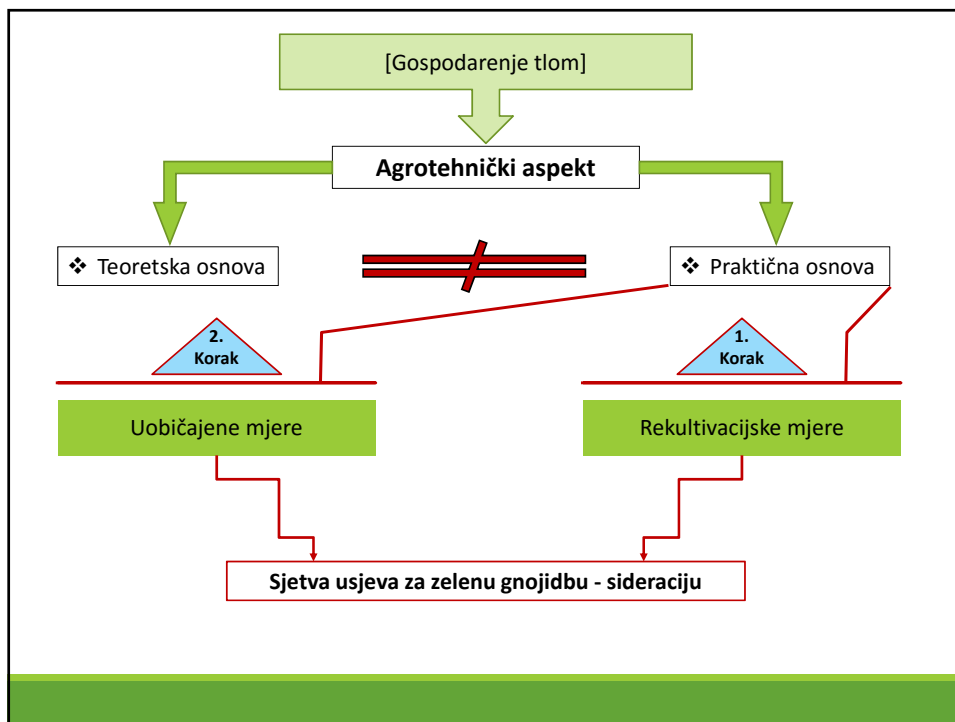 [Gospodarenje tlom]
Agrotehnički aspekt
❖ Teoretska osnova
❖ Praktična osnova
2.
Korak
1.
Korak
Uobičajene mjere
Rekultivacijske mjere
Sjetva usjeva za zelenu gnojidbu - sideraciju